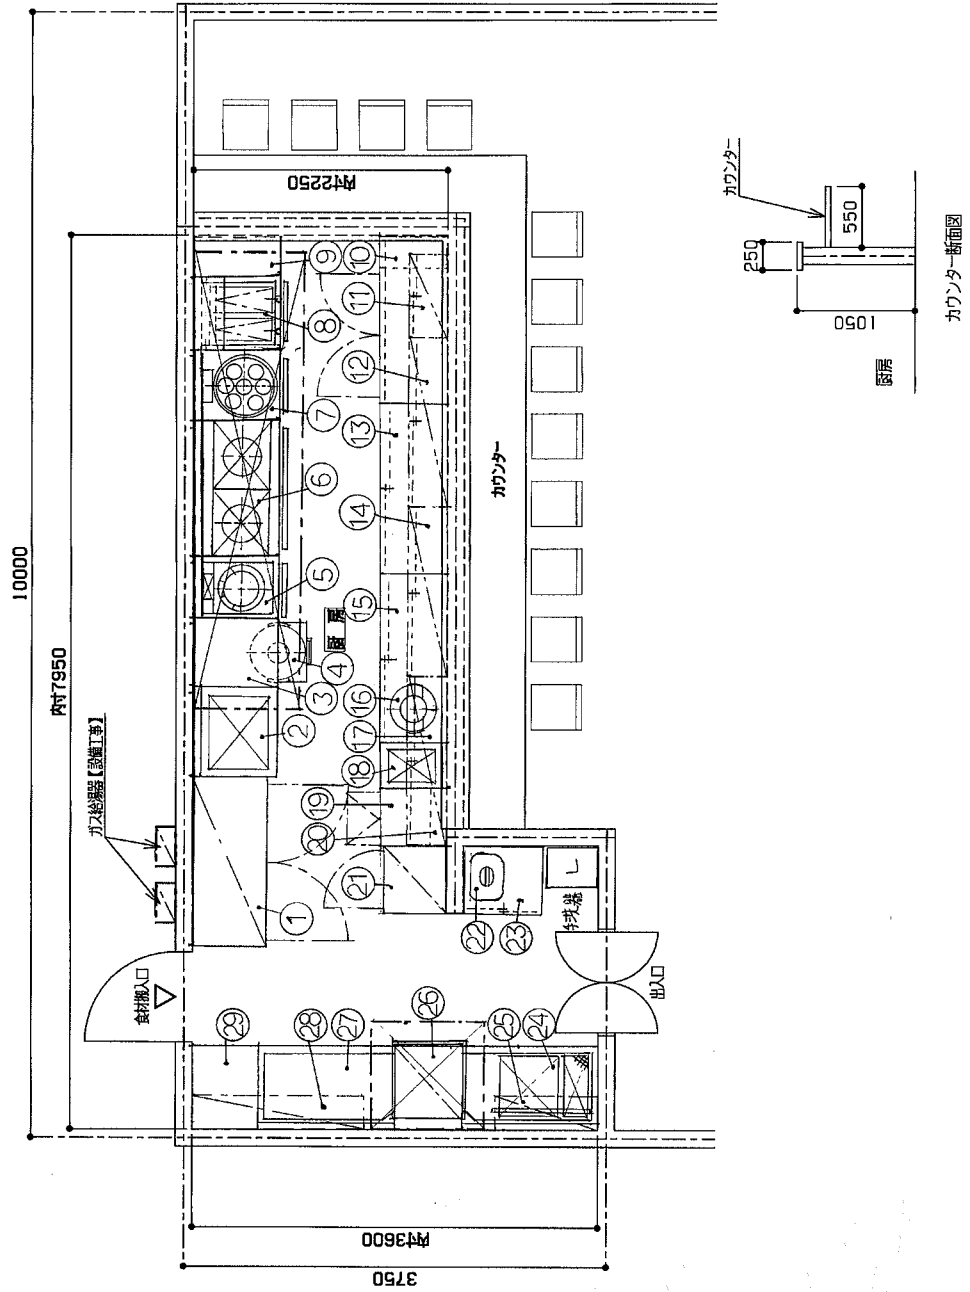 10000
内寸7950
ガス給湯器【設備工事】
食材搬入口
内寸2250
①
②
③
④
⑤
⑥
⑦
⑧
⑨
⑩
⑪
⑫
⑬
⑭
⑮
⑯
⑰
⑱
⑲
⑳
㉑
㉒
㉓
㉔
㉕
㉖
㉗
㉘
㉙
厨房
カウンター
手洗器
出入口
内寸3600
3750
カウンター
250
550
1050
厨房
カウンター断面図